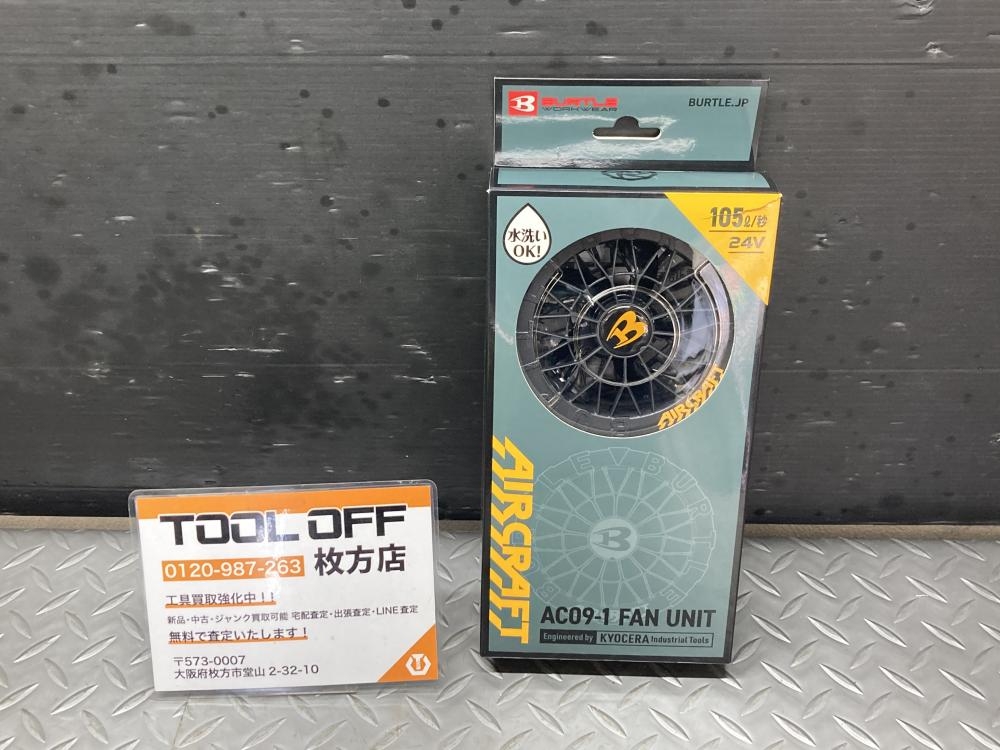 TOOL OFF
0120-987-263 枚方店
工具買取強化中！！
新品・中古・ジャンク買取可能 宅配査定・出張査定・LINE査定
無料で査定いたします！
〒573-0007
大阪府枚方市堂山 2-32-10
B BURTLE
WORKWEAR
BURTLE.JP
水洗い
OK!
105ℓ/秒
24V
B
AIRCRAFT
AIRCRAFT
B
AC09-1 FAN UNIT
Engineered by KYOCERA Industrial Tools